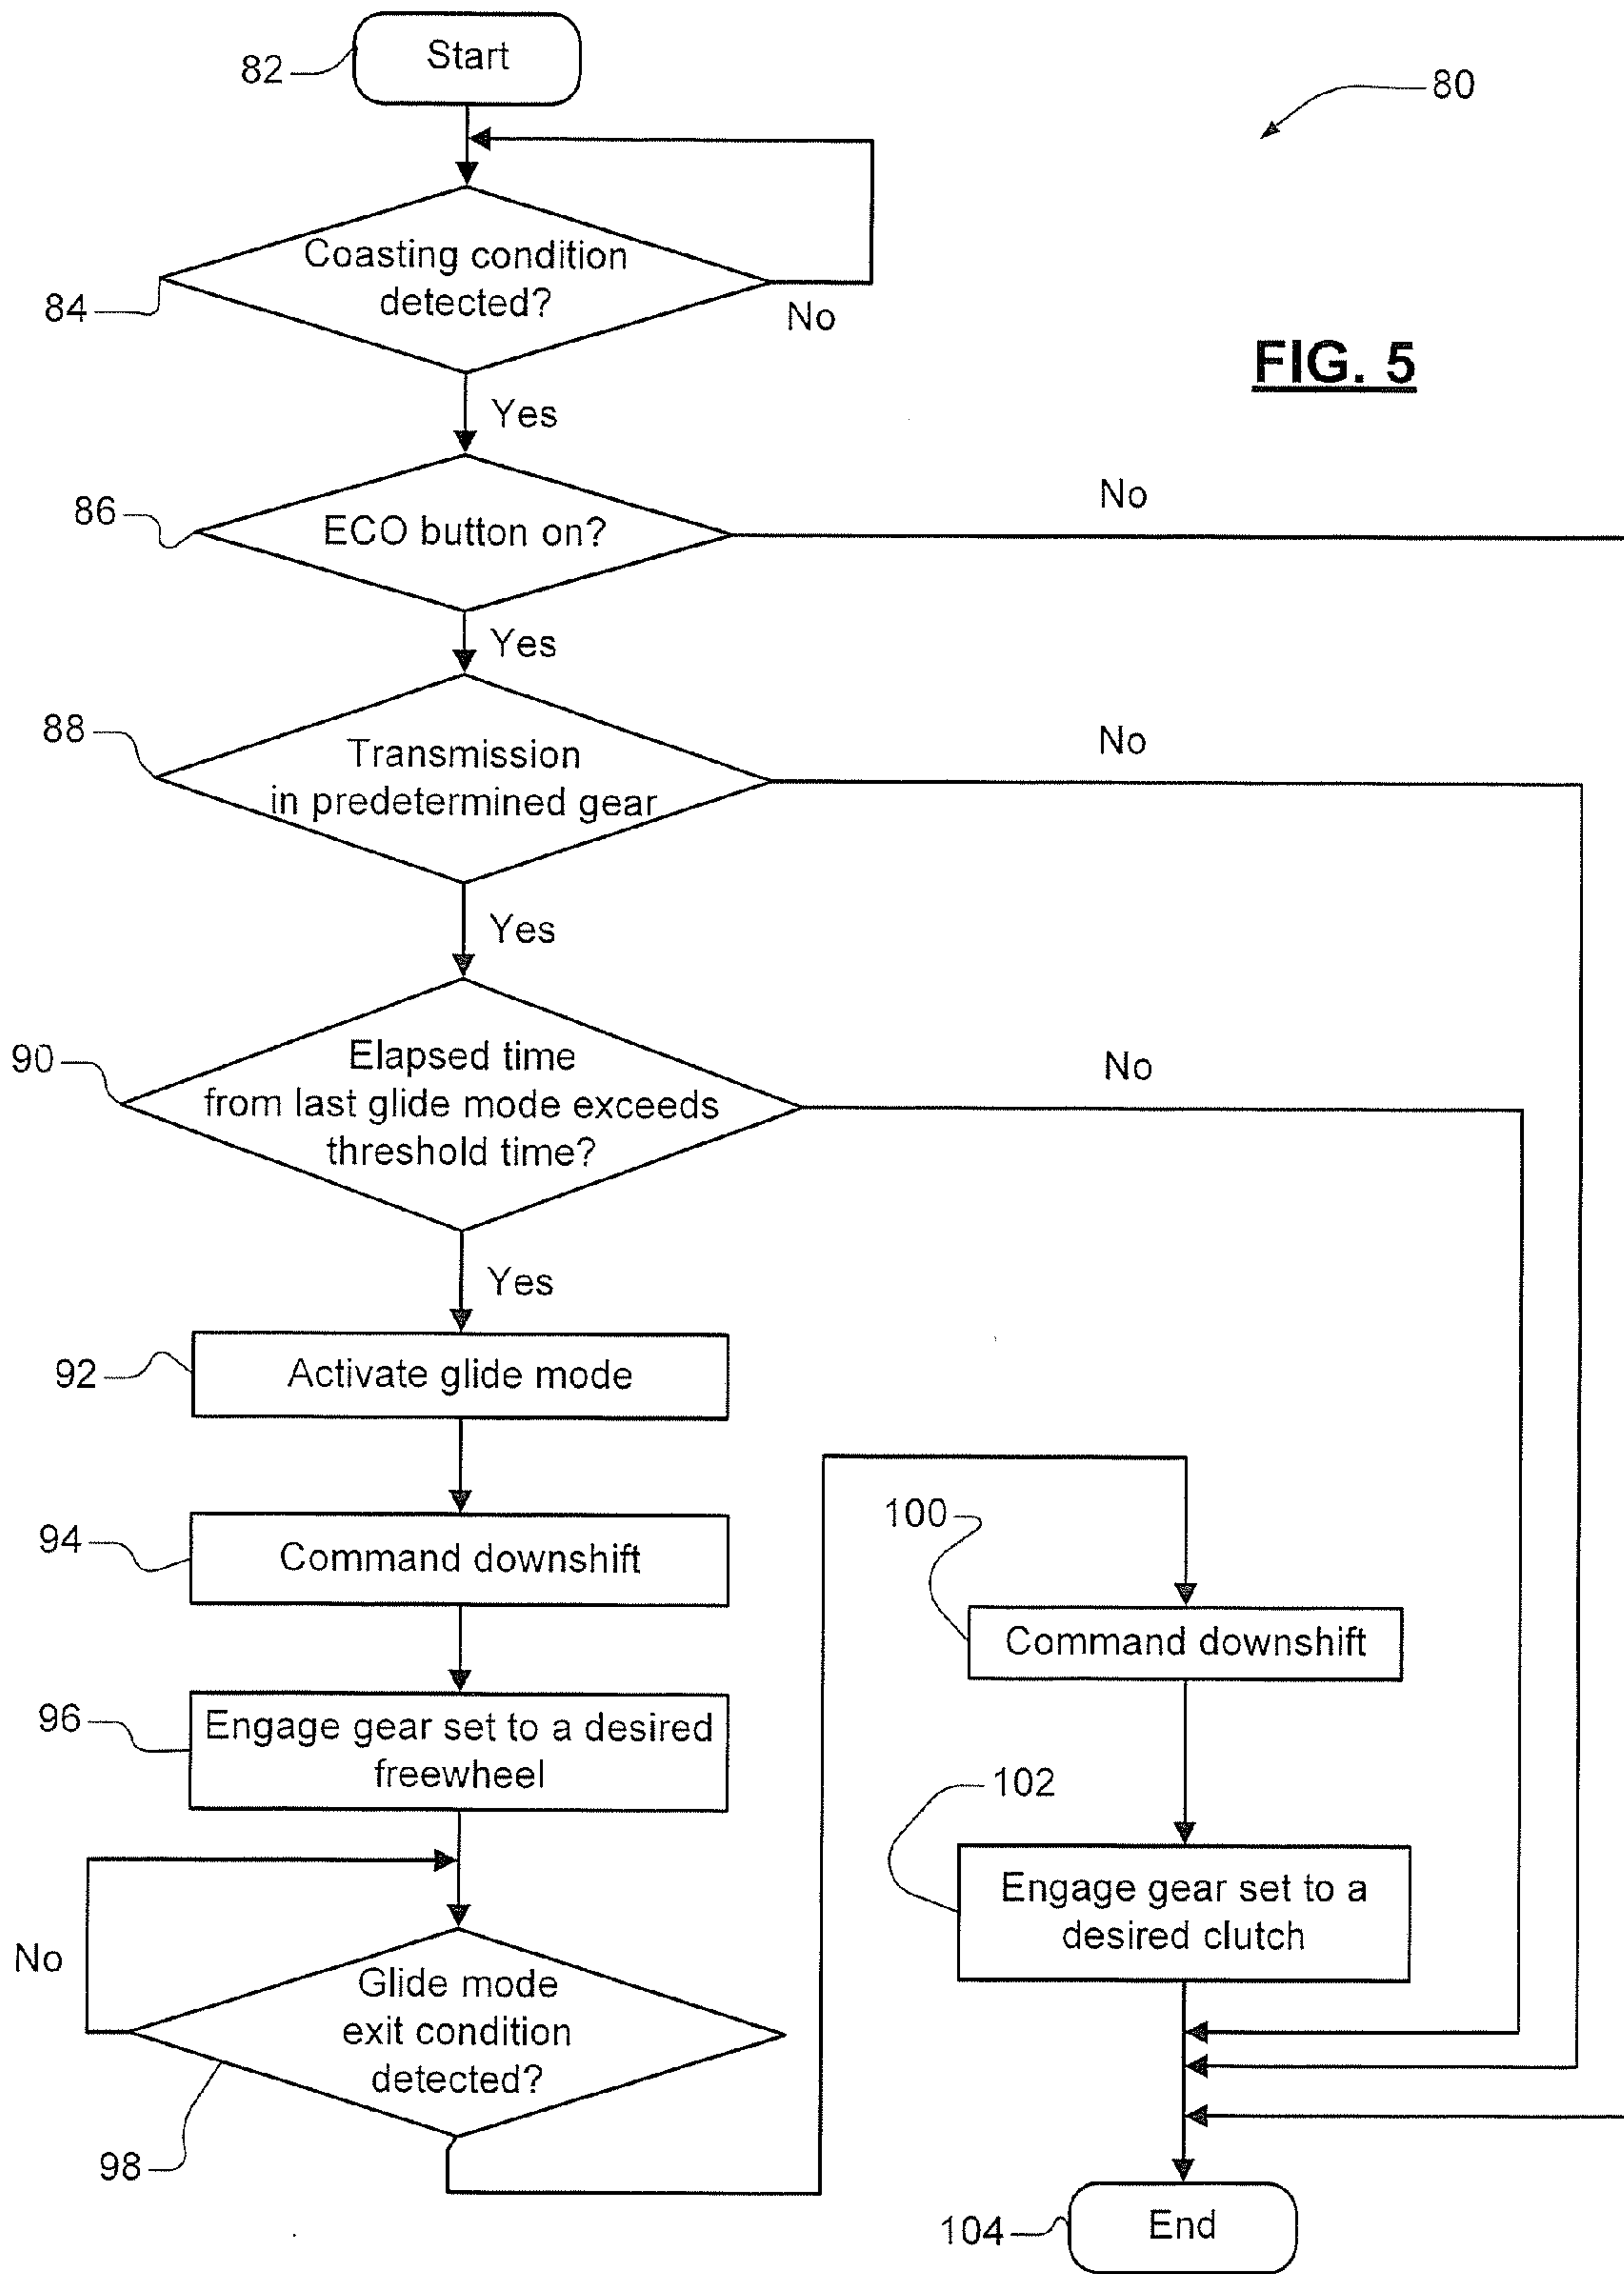 Start
82
80
Coasting condition
detected?
84
No
FIG. 5
Yes
86
ECO button on?
No
Yes
88
Transmission
in predetermined gear
No
Yes
90
Elapsed time
from last glide mode exceeds
threshold time?
No
Yes
92
Activate glide mode
94
Command downshift
96
Engage gear set to a desired
freewheel
No
Glide mode
exit condition
detected?
98
100
Command downshift
102
Engage gear set to a
desired clutch
104
End